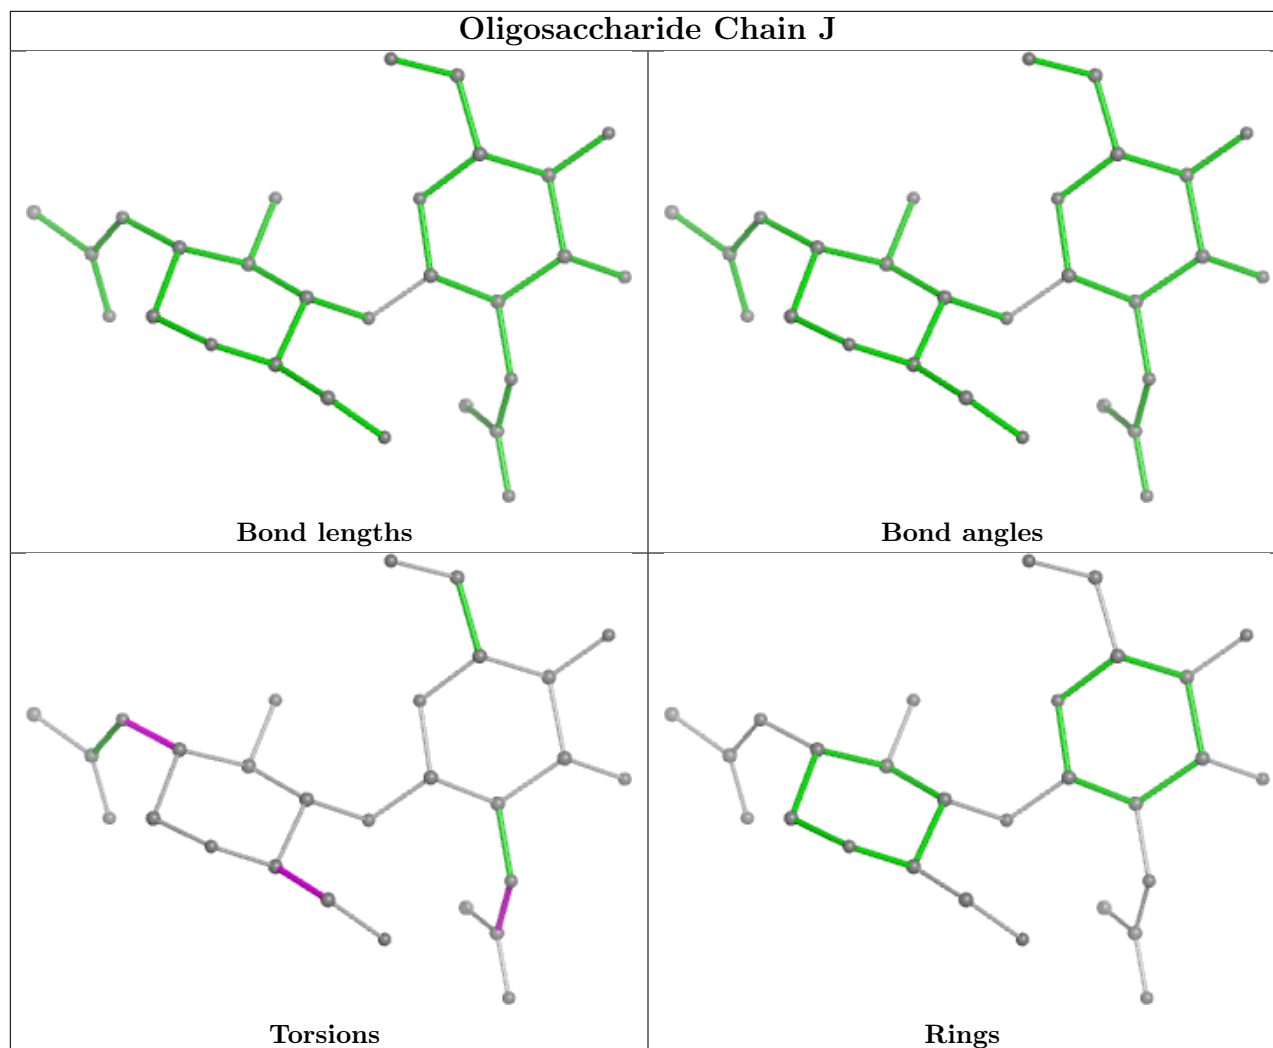 Oligosaccharide Chain J
Bond lengths
Bond angles
Torsions
Rings